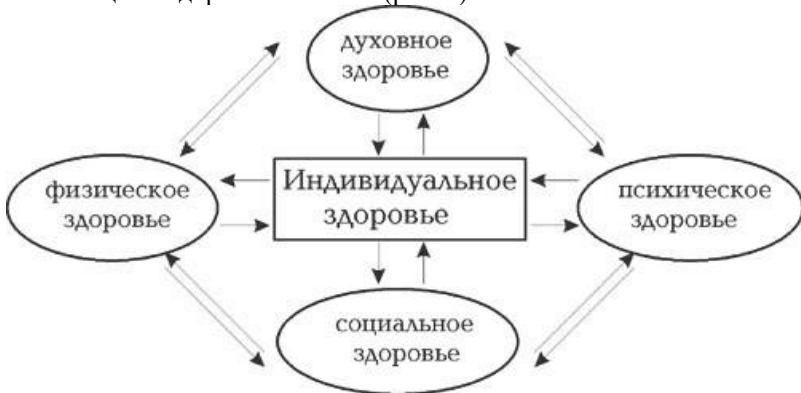 духовное
здоровье
физическое
здоровье
Индивидуальное
здоровье
психическое
здоровье
социальное
здоровье